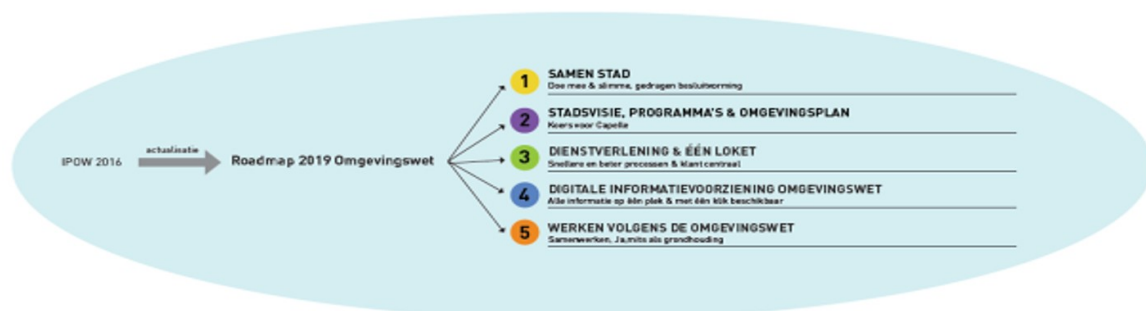 IPOW 2016
actualisatie
Roadmap 2019 Omgevingswet
1
SAMEN STAD
Doe mee & slimme, gedragen besluitvorming
2
STADSVISIE, PROGRAMMA'S & OMGEVINGSPLAN
Koers voor Capelle
3
DIENSTVERLENING & ÉÉN LOKET
Snellere en beter processen & klant centraal
4
DIGITALE INFORMATIEVOORZIENING OMGEVINGSWET
Alle informatie op één plek & met één klik beschikbaar
5
WERKEN VOLGENS DE OMGEVINGSWET
Samenwerken, Ja,mits als grondhouding